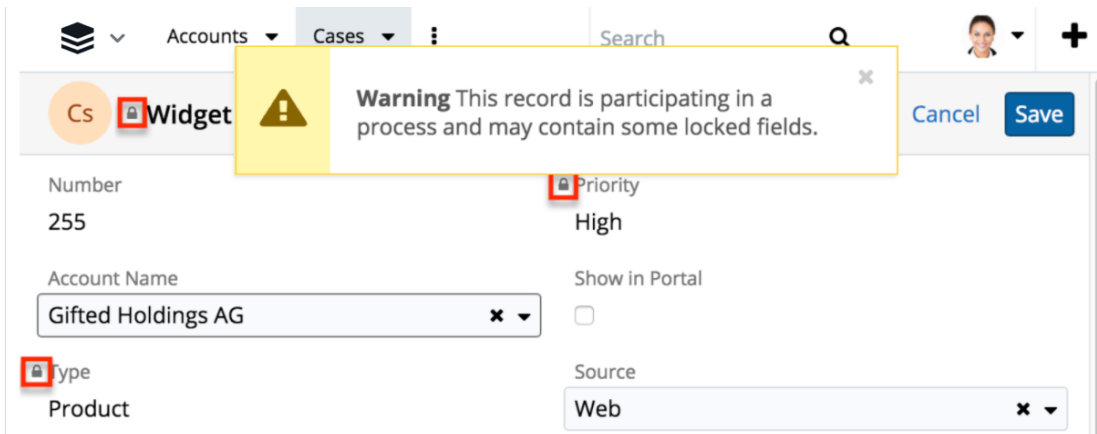 Accounts Cases Search
Cs Widget
Warning This record is participating in a
process and may contain some locked fields.
Cancel Save
Number Priority
255 High
Account Name Show in Portal
Gifted Holdings AG
Type Source
Product Web